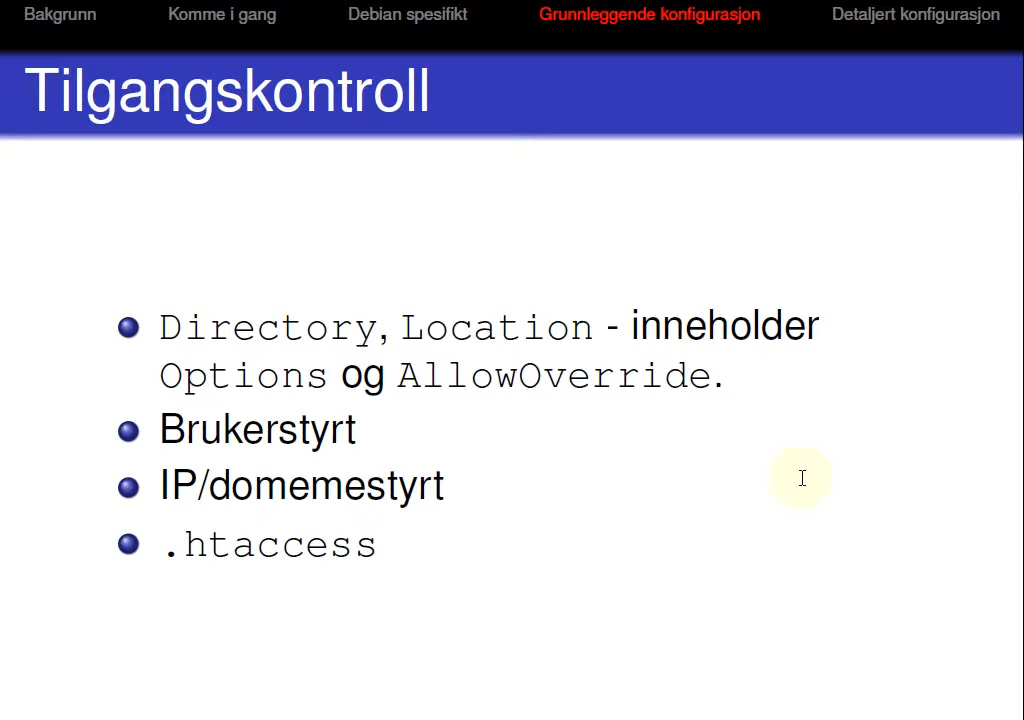 Bakgrunn Komme i gang Debian spesifikt Grunnleggende konfigurasjon Detaljert konfigurasjon
Tilgangskontroll
Directory, Location - inneholder
Options og AllowOverride.
Brukerstyrt
IP/domemestyrt
.htaccess